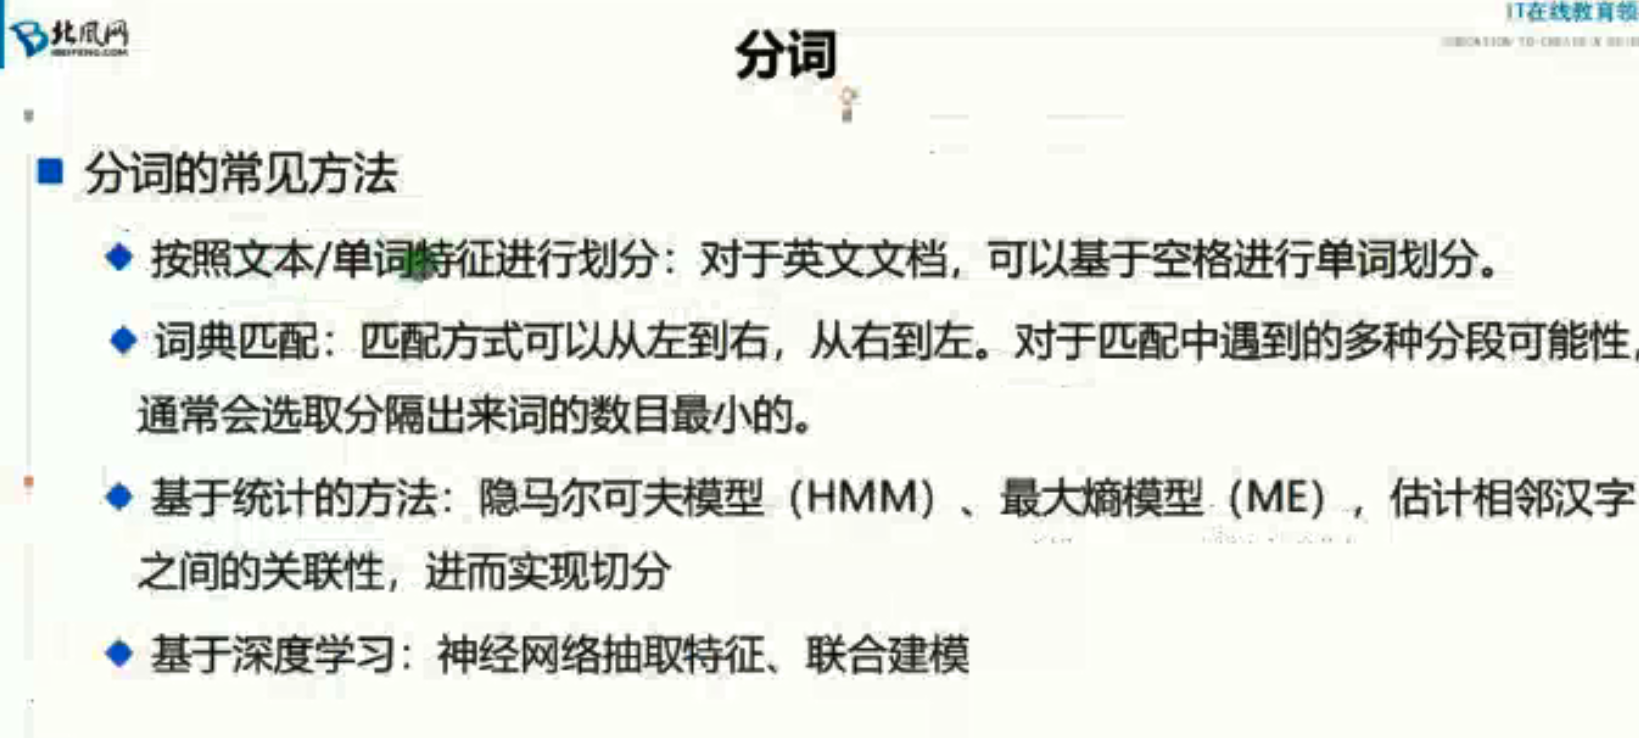 北风网
BEIFENG.COM
IT在线教育领
分词
分词的常见方法
按照文本/单词特征进行划分：对于英文文档，可以基于空格进行单词划分。
词典匹配：匹配方式可以从左到右，从右到左。对于匹配中遇到的多种分段可能性，
通常会选取分隔出来词的数目最小的。
基于统计的方法：隐马尔可夫模型（HMM）、最大熵模型（ME），估计相邻汉字
之间的关联性，进而实现切分
基于深度学习：神经网络抽取特征、联合建模